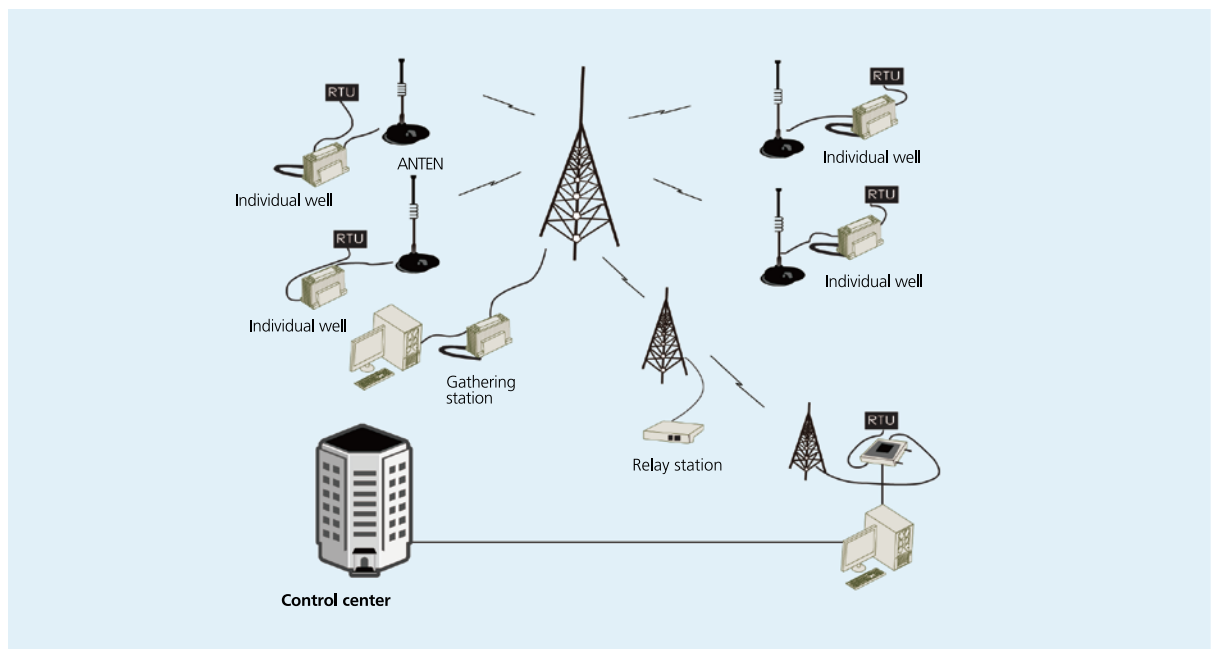 RTU
RTU
ANTEN
Individual well
Individual well
RTU
RTU
Individual well
Individual well
Gathering
station
Relay station
RTU
Control center